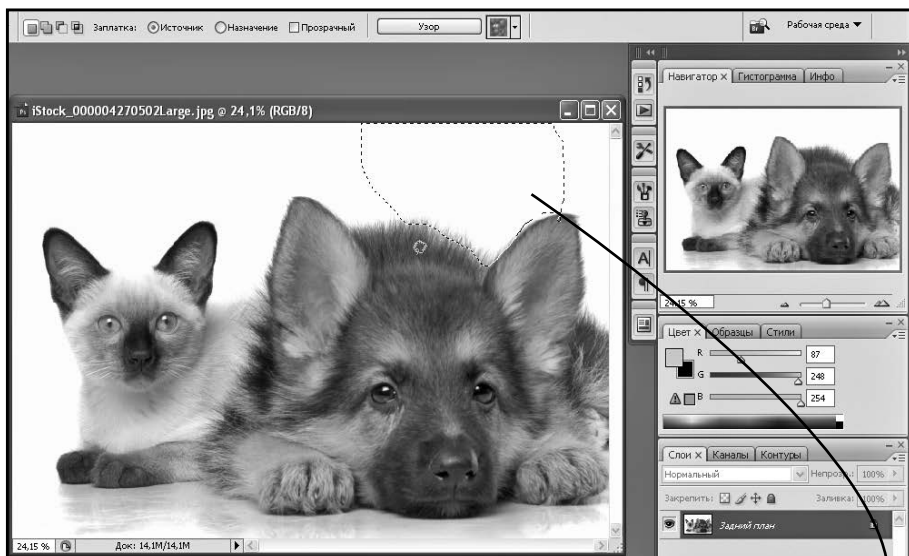 Заплатка: Источник Назначение Прозрачный Узор Рабочая среда
Навигатор × Гистограмма Инфо
iStock_000004270502Large.jpg @ 24,1% (RGB/8)
24,15 %
Цвет × Образцы Стили
R 87
G 248
B 254
Слои × Каналы Контуры
Нормальный Непрозр.: 100%
Закрепить: Заливка: 100%
Задний план
24,15 % Док: 14,1M/14,1M